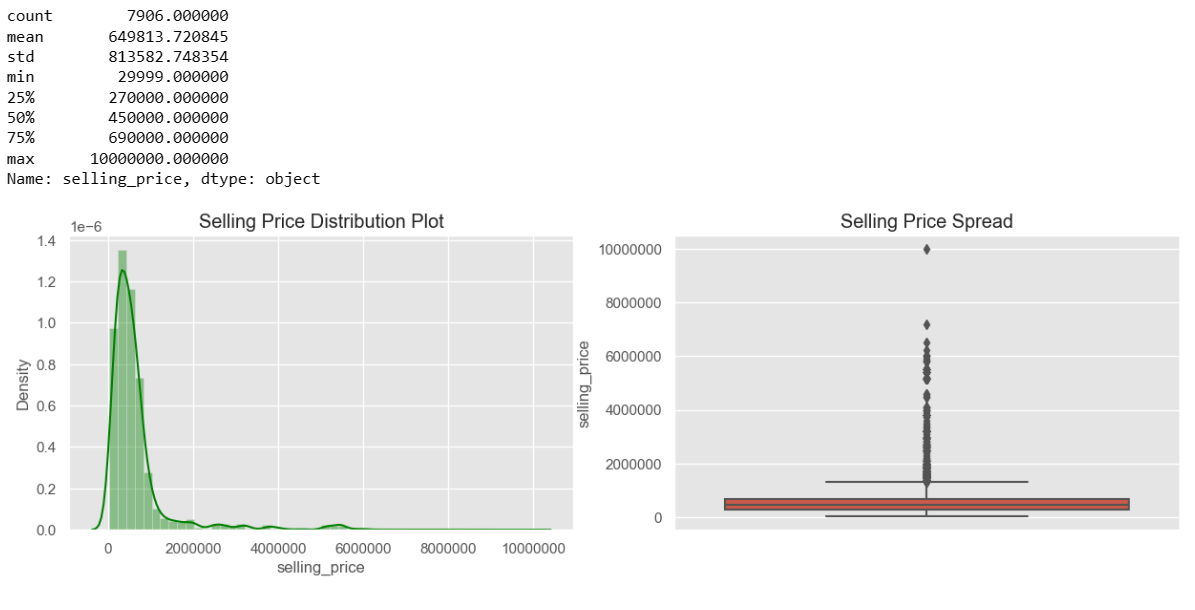 count 7906.000000
mean 649813.720845
std 813582.748354
min 29999.000000
25% 270000.000000
50% 450000.000000
75% 690000.000000
max 10000000.000000
Name: selling_price, dtype: object
Selling Price Distribution Plot
1e−6
1.4
1.2
1.0
0.8
0.6
0.4
0.2
0.0
Density
0 2000000 4000000 6000000 8000000 10000000
selling_price
Selling Price Spread
10000000
8000000
6000000
4000000
2000000
0
selling_price